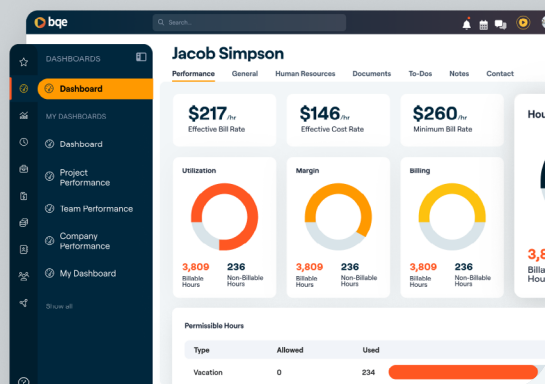 bqe
Search...
DASHBOARDS
Dashboard
MY DASHBOARDS
Dashboard
Project
Performance
Team Performance
Company
Performance
My Dashboard
Show all
Jacob Simpson
Performance General Human Resources Documents To-Dos Notes Contact
$217 /hr
Effective Bill Rate
$146 /hr
Effective Cost Rate
$260 /hr
Minimum Bill Rate
Utilization
3,809 236
Billable Non-Billable
Hours Hours
Margin
3,809 236
Billable Non-Billable
Hours Hours
Billing
3,809 236
Billable Non-Billable
Hours Hours
Hou
3,8
Billa
Hou
Permissible Hours
Type Allowed Used
Vacation 0 234